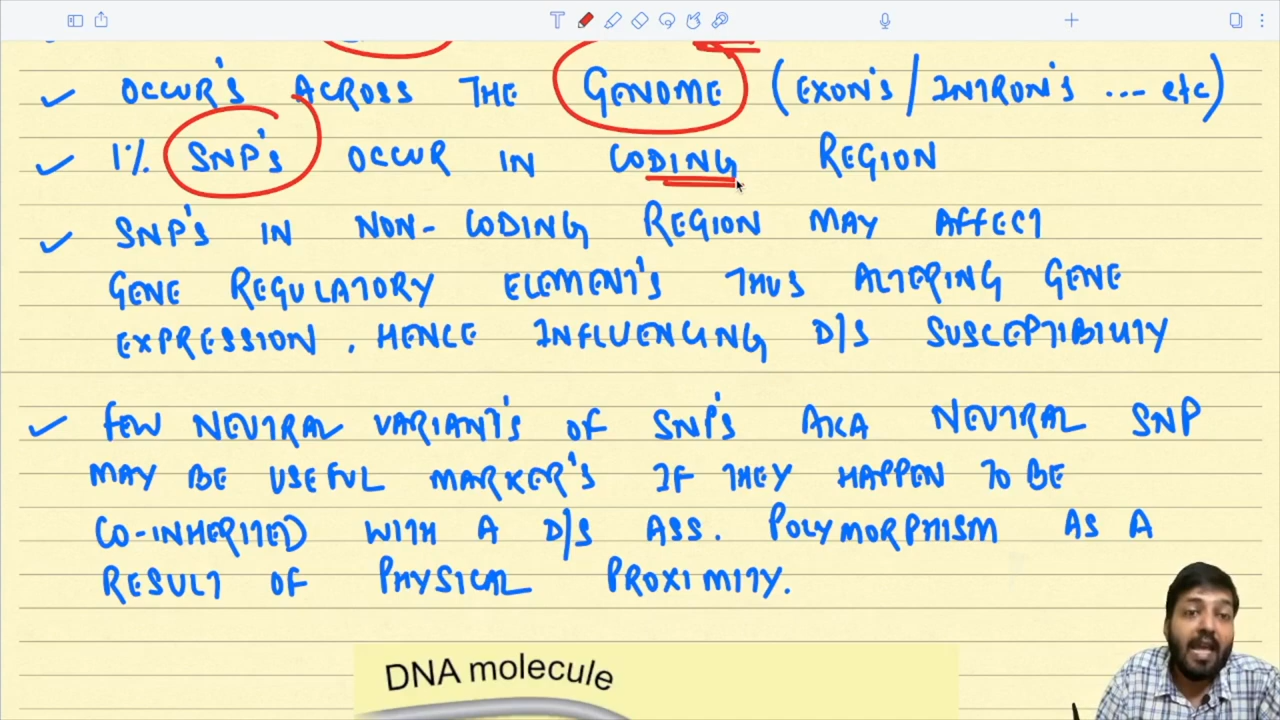 ✓ OCCUR'S ACROSS THE GENOME (EXON'S / INTRON'S ... etc)
✓ 1% SNP'S OCCUR IN CODING REGION
✓ SNP'S IN NON-CODING REGION MAY AFFECT
GENE REGULATORY ELEMENT'S THUS ALTERING GENE
EXPRESSION, HENCE INFLUENCING D/S SUSCEPTIBILITY
✓ FEW NEUTRAL VARIANT'S OF SNP'S AKA NEUTRAL SNP
MAY BE USEFUL MARKER'S IF THEY HAPPEN TO BE
CO-INHERITED WITH A D/S ASS. POLYMORPHISM AS A
RESULT OF PHYSICAL PROXIMITY.
DNA molecule